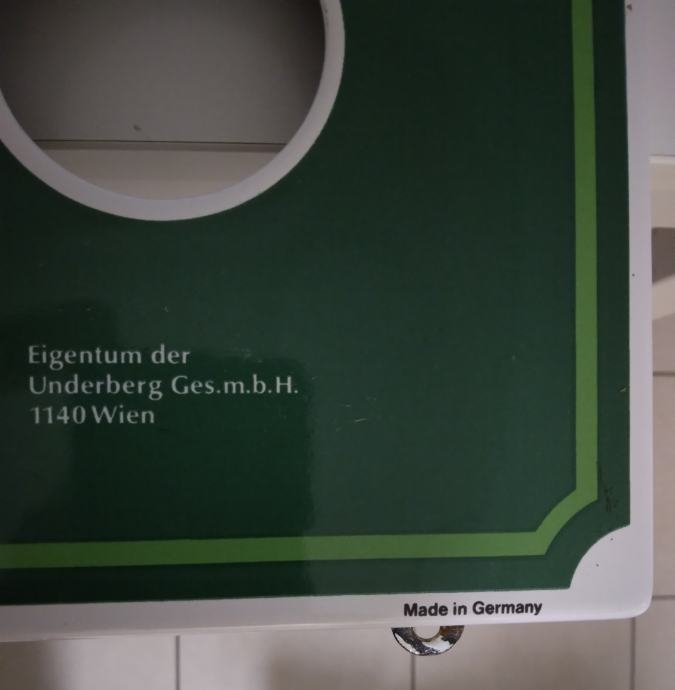 Eigentum der
Underberg Ges.m.b.H.
1140 Wien
Made in Germany